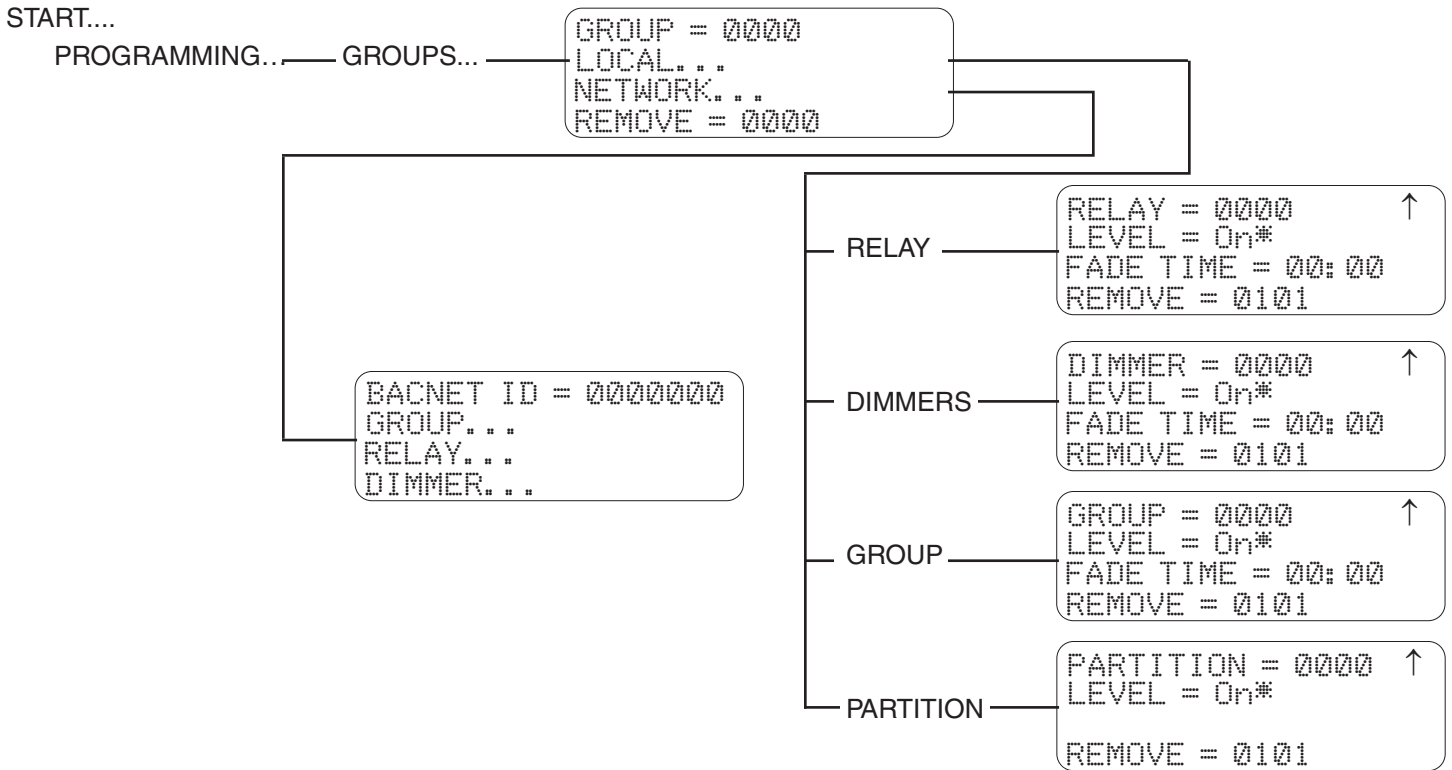 START....
PROGRAMMING... GROUPS...
GROUP = 0000
LOCAL...
NETWORK...
REMOVE = 0000
RELAY
RELAY = 0000 ↑
LEVEL = On*
FADE TIME = 00:00
REMOVE = 0101
DIMMERS
DIMMER = 0000 ↑
LEVEL = On*
FADE TIME = 00:00
REMOVE = 0101
BACNET ID = 0000000
GROUP...
RELAY...
DIMMER...
GROUP
GROUP = 0000 ↑
LEVEL = On*
FADE TIME = 00:00
REMOVE = 0101
PARTITION
PARTITION = 0000 ↑
LEVEL = On*
REMOVE = 0101